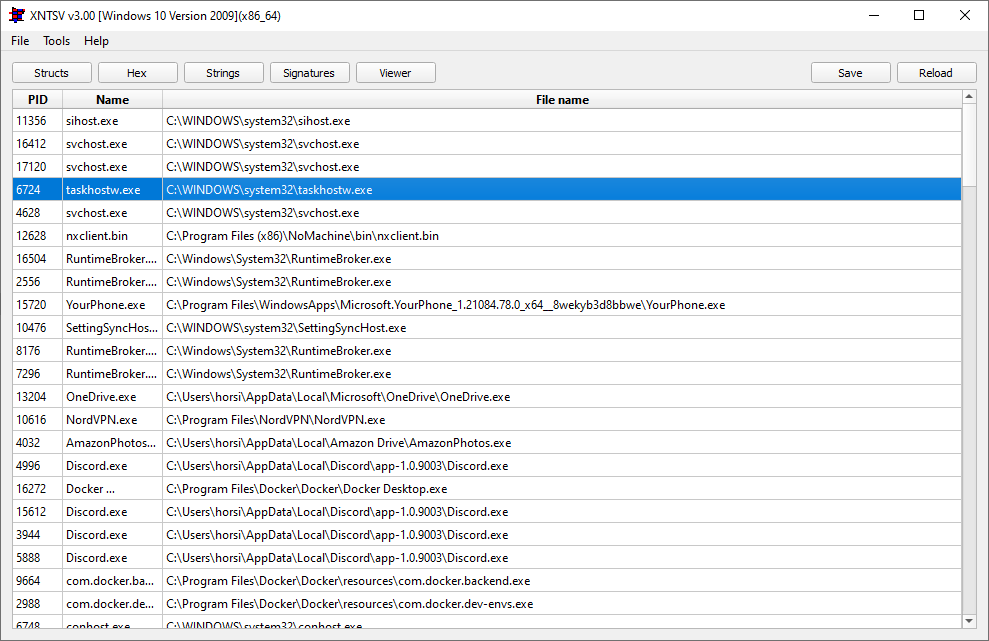 XNTSV v3.00 [Windows 10 Version 2009](x86_64)
File Tools Help
Structs Hex Strings Signatures Viewer Save Reload
PID Name File name
11356 sihost.exe C:\WINDOWS\system32\sihost.exe
16412 svchost.exe C:\WINDOWS\system32\svchost.exe
17120 svchost.exe C:\WINDOWS\system32\svchost.exe
6724 taskhostw.exe C:\WINDOWS\system32\taskhostw.exe
4628 svchost.exe C:\WINDOWS\system32\svchost.exe
12628 nxclient.bin C:\Program Files (x86)\NoMachine\bin\nxclient.bin
16504 RuntimeBroker.... C:\Windows\System32\RuntimeBroker.exe
2556 RuntimeBroker.... C:\Windows\System32\RuntimeBroker.exe
15720 YourPhone.exe C:\Program Files\WindowsApps\Microsoft.YourPhone_1.21084.78.0_x64__8wekyb3d8bbwe\YourPhone.exe
10476 SettingSyncHos... C:\WINDOWS\system32\SettingSyncHost.exe
8176 RuntimeBroker.... C:\Windows\System32\RuntimeBroker.exe
7296 RuntimeBroker.... C:\Windows\System32\RuntimeBroker.exe
13204 OneDrive.exe C:\Users\horsi\AppData\Local\Microsoft\OneDrive\OneDrive.exe
10616 NordVPN.exe C:\Program Files\NordVPN\NordVPN.exe
4032 AmazonPhotos... C:\Users\horsi\AppData\Local\Amazon Drive\AmazonPhotos.exe
4996 Discord.exe C:\Users\horsi\AppData\Local\Discord\app-1.0.9003\Discord.exe
16272 Docker ... C:\Program Files\Docker\Docker\Docker Desktop.exe
15612 Discord.exe C:\Users\horsi\AppData\Local\Discord\app-1.0.9003\Discord.exe
3944 Discord.exe C:\Users\horsi\AppData\Local\Discord\app-1.0.9003\Discord.exe
5888 Discord.exe C:\Users\horsi\AppData\Local\Discord\app-1.0.9003\Discord.exe
9664 com.docker.ba... C:\Program Files\Docker\Docker\resources\com.docker.backend.exe
2988 com.docker.de... C:\Program Files\Docker\Docker\resources\com.docker.dev-envs.exe
6748 conhost.exe C:\WINDOWS\system32\conhost.exe